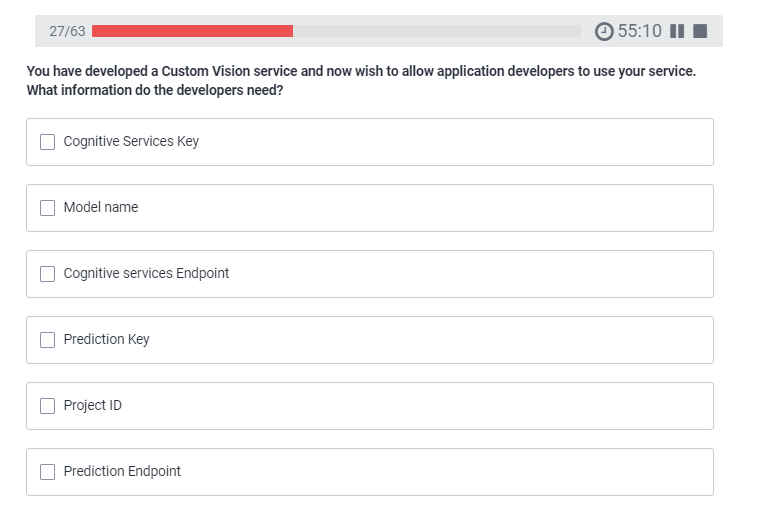 27/63
55:10
You have developed a Custom Vision service and now wish to allow application developers to use your service.
What information do the developers need?
Cognitive Services Key
Model name
Cognitive services Endpoint
Prediction Key
Project ID
Prediction Endpoint